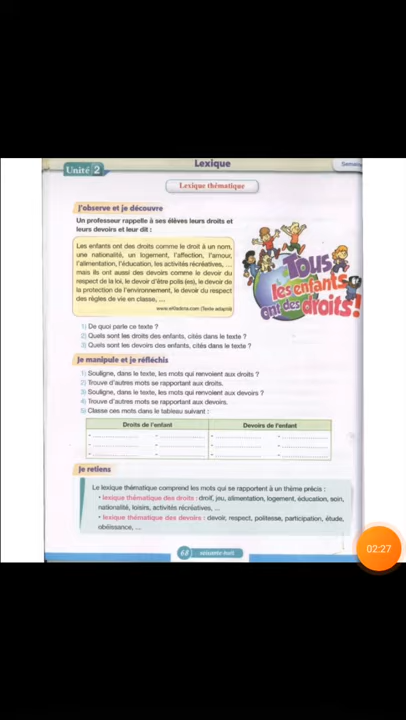 Lexique
Unité 2
Semaine
Lexique thématique
J'observe et je découvre
Un professeur rappelle à ses élèves leurs droits et
leurs devoirs et leur dit :
Les enfants ont des droits comme le droit à un nom,
une nationalité, un logement, l'affection, l'amour,
l'alimentation, l'éducation, les activités récréatives, ...
mais ils ont aussi des devoirs comme le devoir du
respect de la loi, le devoir d'être polis (es), le devoir de
la protection de l'environnement, le devoir du respect
des règles de vie en classe, ...
(Texte adapté)
Tous
les enfants
ont des
droits!
1) De quoi parle ce texte ?
2) Quels sont les droits des enfants, cités dans le texte ?
3) Quels sont les devoirs des enfants, cités dans le texte ?
Je manipule et je réfléchis
1) Souligne, dans le texte, les mots qui renvoient aux droits ?
2) Trouve d'autres mots se rapportant aux droits.
3) Souligne, dans le texte, les mots qui renvoient aux devoirs ?
4) Trouve d'autres mots se rapportant aux devoirs.
5) Classe ces mots dans le tableau suivant :
Droits de l'enfant Devoirs de l'enfant
Je retiens
Le lexique thématique comprend les mots qui se rapportent à un thème précis :
• lexique thématique des droits : droit, jeu, alimentation, logement, éducation, soin,
nationalité, loisirs, activités récréatives, ...
• lexique thématique des devoirs : devoir, respect, politesse, participation, étude,
obéissance, ...
68 soixante-huit
02:27